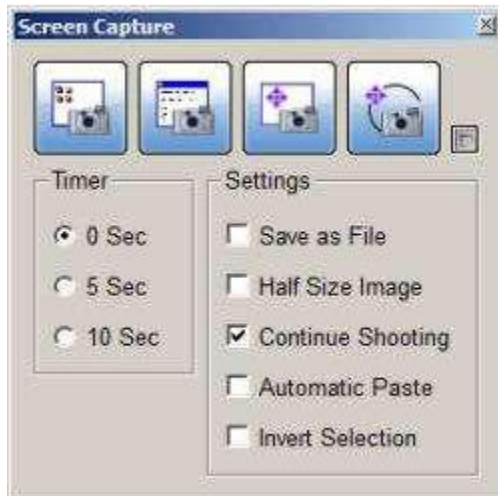 Screen Capture
Timer
0 Sec
5 Sec
10 Sec
Settings
Save as File
Half Size Image
Continue Shooting
Automatic Paste
Invert Selection